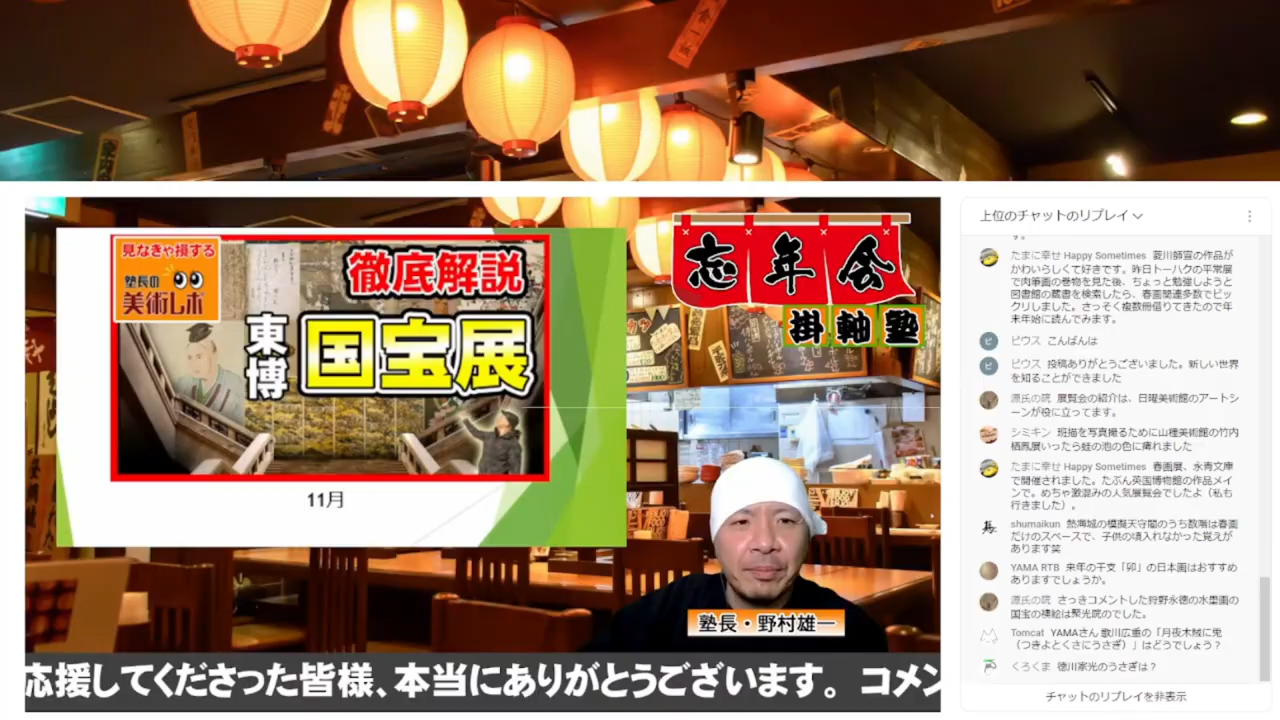 見なきゃ損する
塾長の
美術レポ
徹底解説
東博
国宝展
11月
忘年会
掛軸塾
塾長・野村雄一
応援してくださった皆様、本当にありがとうございます。 コメン
上位のチャットのリプレイ
す。
たまに幸せ Happy Sometimes 菱川師宣の作品が
かわいらしくて好きです。昨日トーハクの平常展
で肉筆画の巻物を見た後、ちょっと勉強しようと
図書館の蔵書を検索したら、春画関連多数でビッ
クリしました。さっそく複数冊借りてきたので年
末年始に読んでみます。
ピ
ピウス こんばんは
ピ
ピウス 投稿ありがとうございました。新しい世界
を知ることができました
源氏の院 展覧会の紹介は、日曜美術館のアートシ
ーンが役に立ってます。
シミキン 班猫を写真撮るために山種美術館の竹内
栖鳳展いったら蛙の池の色に痺れました
たまに幸せ Happy Sometimes 春画展、永青文庫
で開催されました。たぶん英国博物館の作品メイ
ンで。めちゃ激混みの人気展覧会でしたよ（私も
行きました）。
shumaikun 熱海城の模擬天守閣のうち数階は春画
だけのスペースで、子供の頃入れなかった覚えが
あります笑
YAMA RTB 来年の干支「卯」の日本画はおすすめ
ありますでしょうか。
源氏の院 さっきコメントした狩野永徳の水墨画の
国宝の襖絵は聚光院のでした。
Tomcat YAMAさん 歌川広重の「月夜木賊に兎
（つきよとくさにうさぎ）」はどうでしょう？
くろくま 徳川家光のうさぎは？
チャットのリプレイを非表示